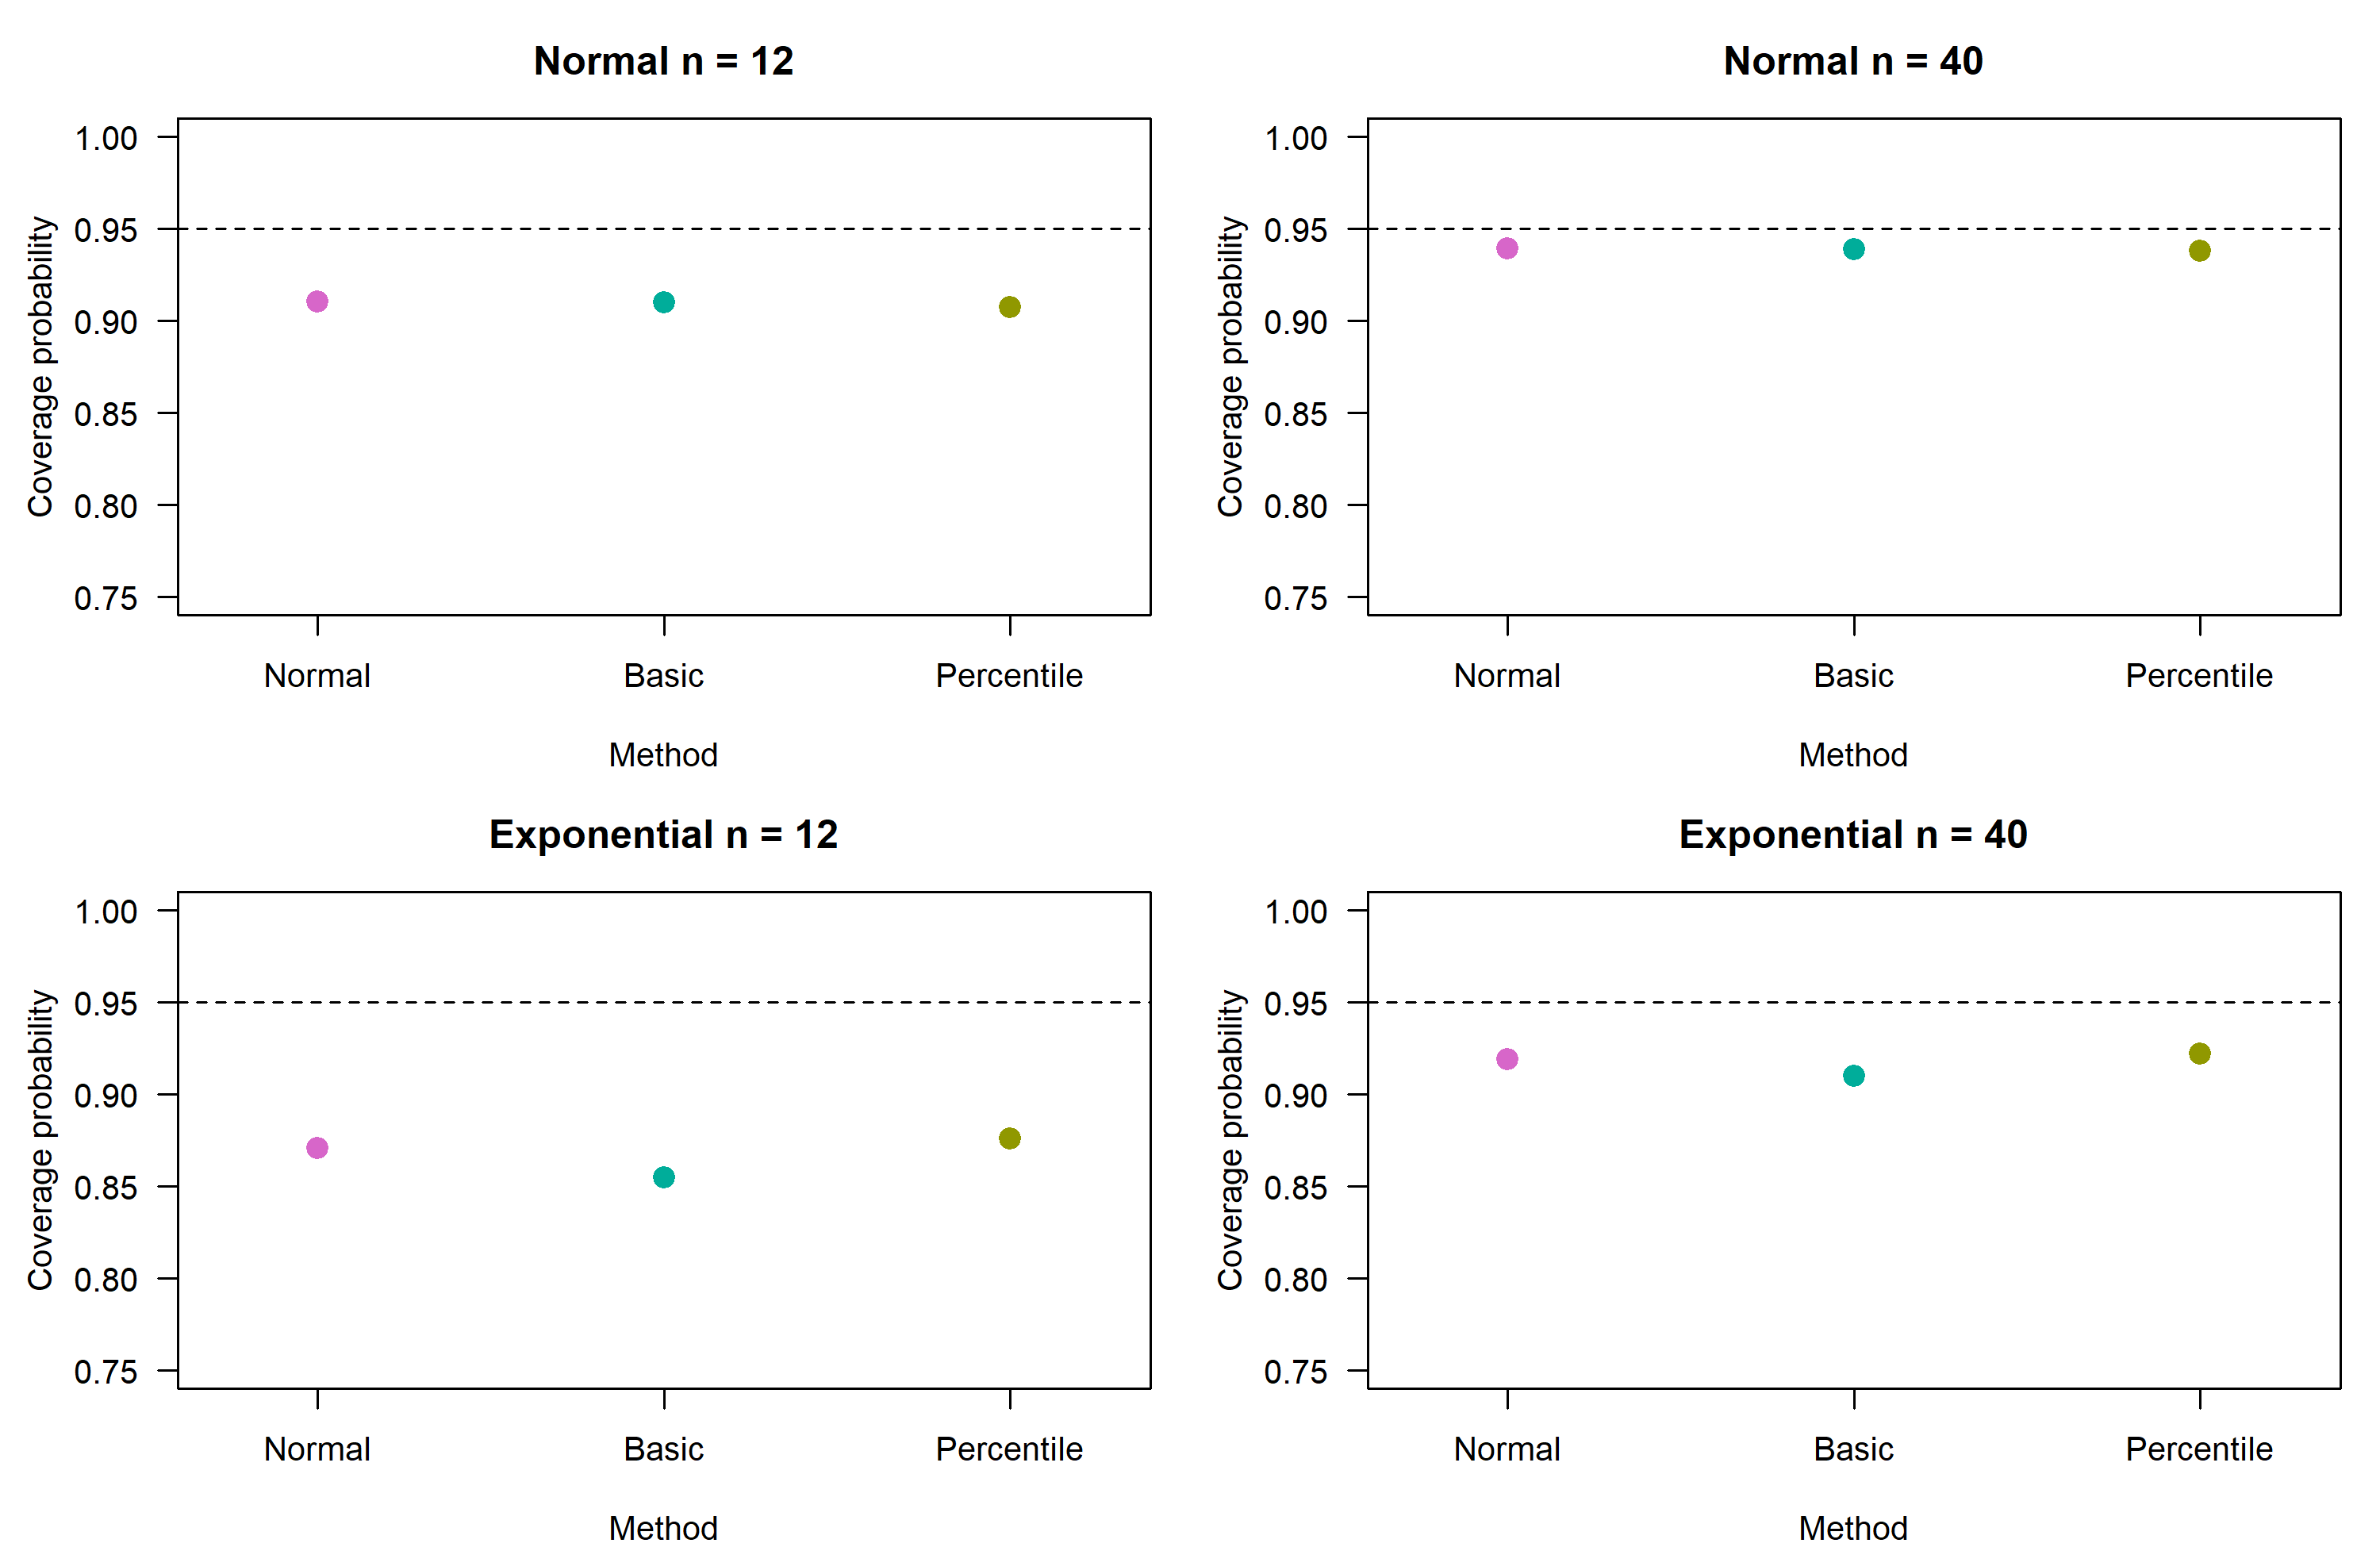 Normal n = 12
1.00
0.95
0.90
0.85
0.80
0.75
Coverage probability
Normal
Basic
Percentile
Method
Normal n = 40
1.00
0.95
0.90
0.85
0.80
0.75
Coverage probability
Normal
Basic
Percentile
Method
Exponential n = 12
1.00
0.95
0.90
0.85
0.80
0.75
Coverage probability
Normal
Basic
Percentile
Method
Exponential n = 40
1.00
0.95
0.90
0.85
0.80
0.75
Coverage probability
Normal
Basic
Percentile
Method